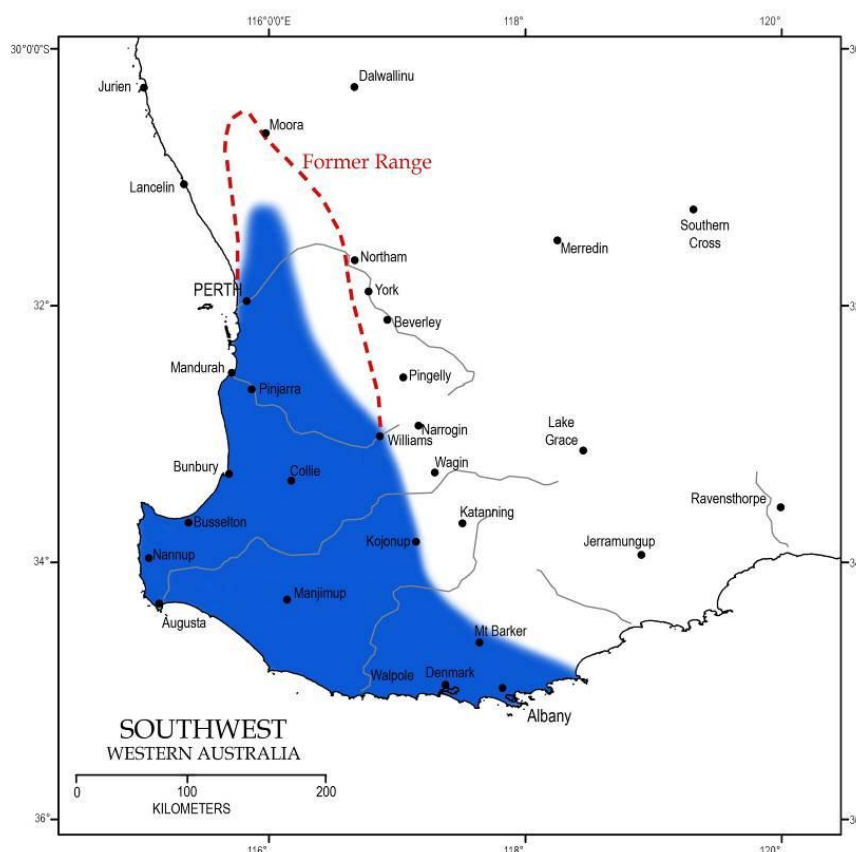 116°0'0"E
118°
120°
30°0'0"S
30°
Dalwallinu
Jurien
Moora
Former Range
Lancelin
Southern
Cross
Merredin
Northam
York
PERTH
32°
Beverley
Mandurah
Pingelly
Pinjarra
Narrogin
Lake
Grace
Williams
Wagin
Bunbury
Collie
Ravensthorpe
Katanning
Busselton
Kojonup
Jerramungup
Nannup
34°
Manjimup
Augusta
Mt Barker
Walpole
Denmark
Albany
SOUTHWEST
WESTERN AUSTRALIA
0 100 200
KILOMETERS
36°
116°
118°
120°